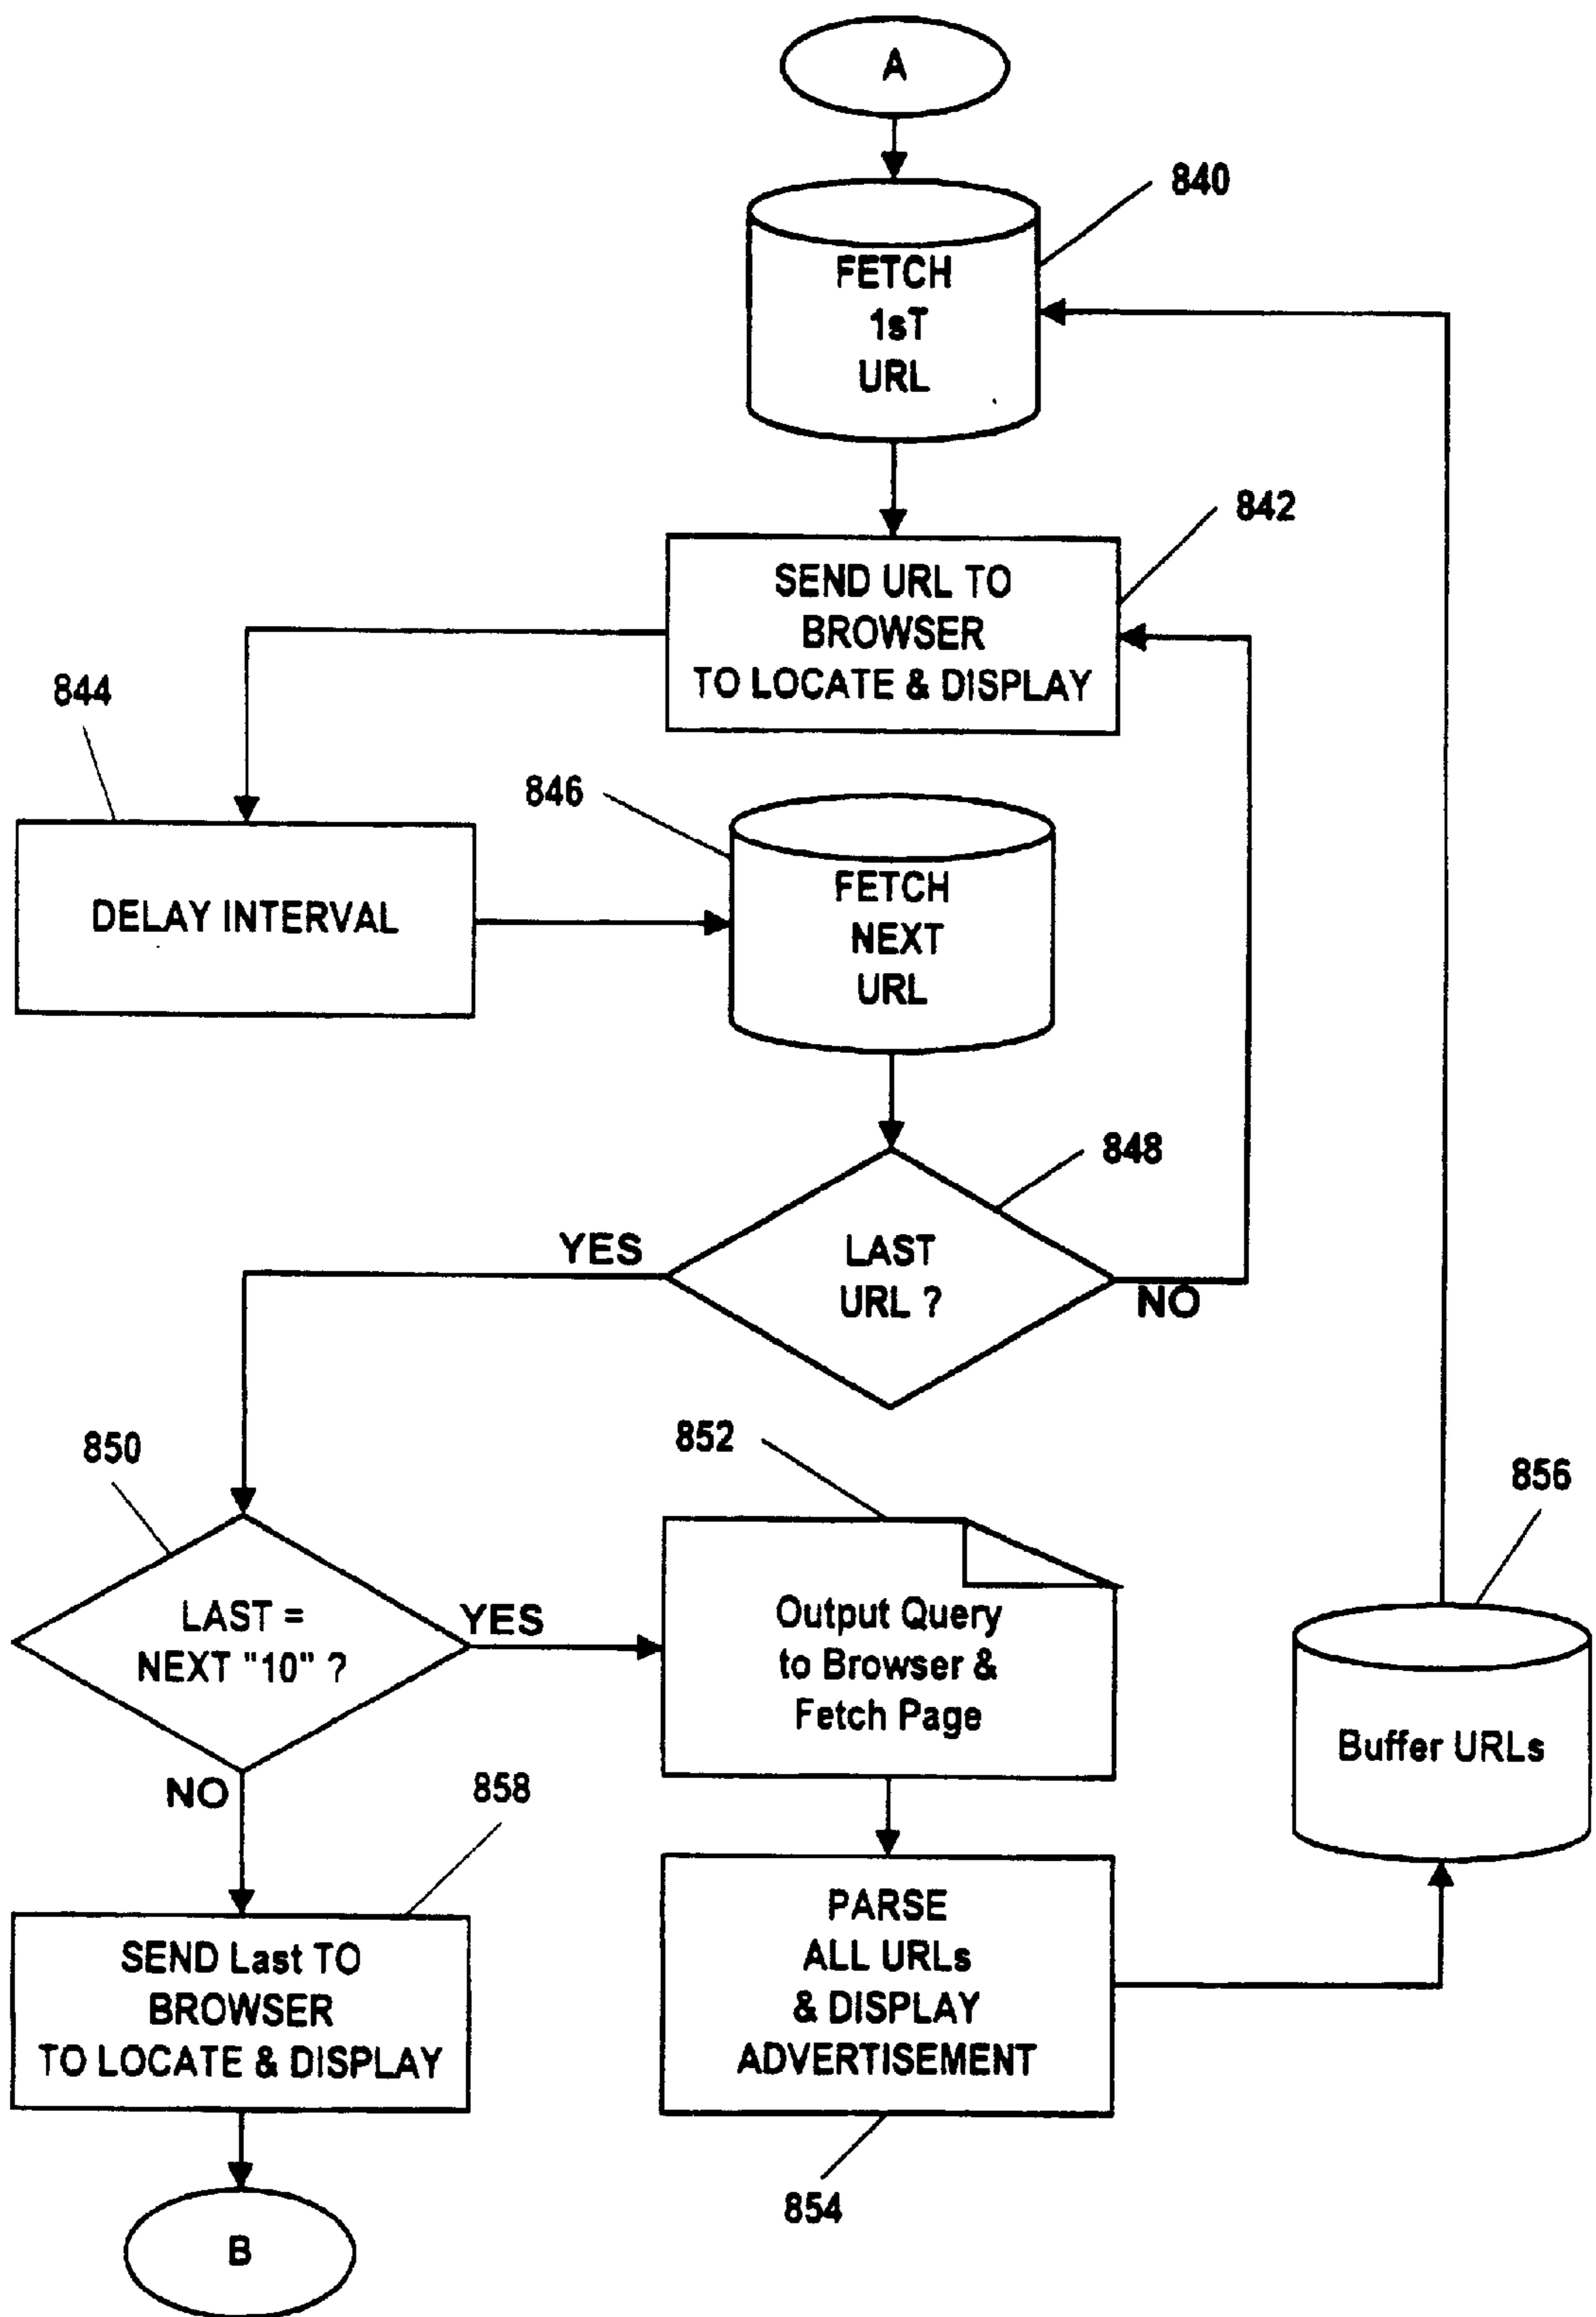 A
840
FETCH
1sT
URL
842
SEND URL TO
BROWSER
TO LOCATE & DISPLAY
844
DELAY INTERVAL
846
FETCH
NEXT
URL
848
LAST
URL ?
YES
NO
850
LAST =
NEXT "10" ?
YES
NO
852
Output Query
to Browser &
Fetch Page
856
Buffer URLs
858
SEND Last TO
BROWSER
TO LOCATE & DISPLAY
PARSE
ALL URLs
& DISPLAY
ADVERTISEMENT
854
B